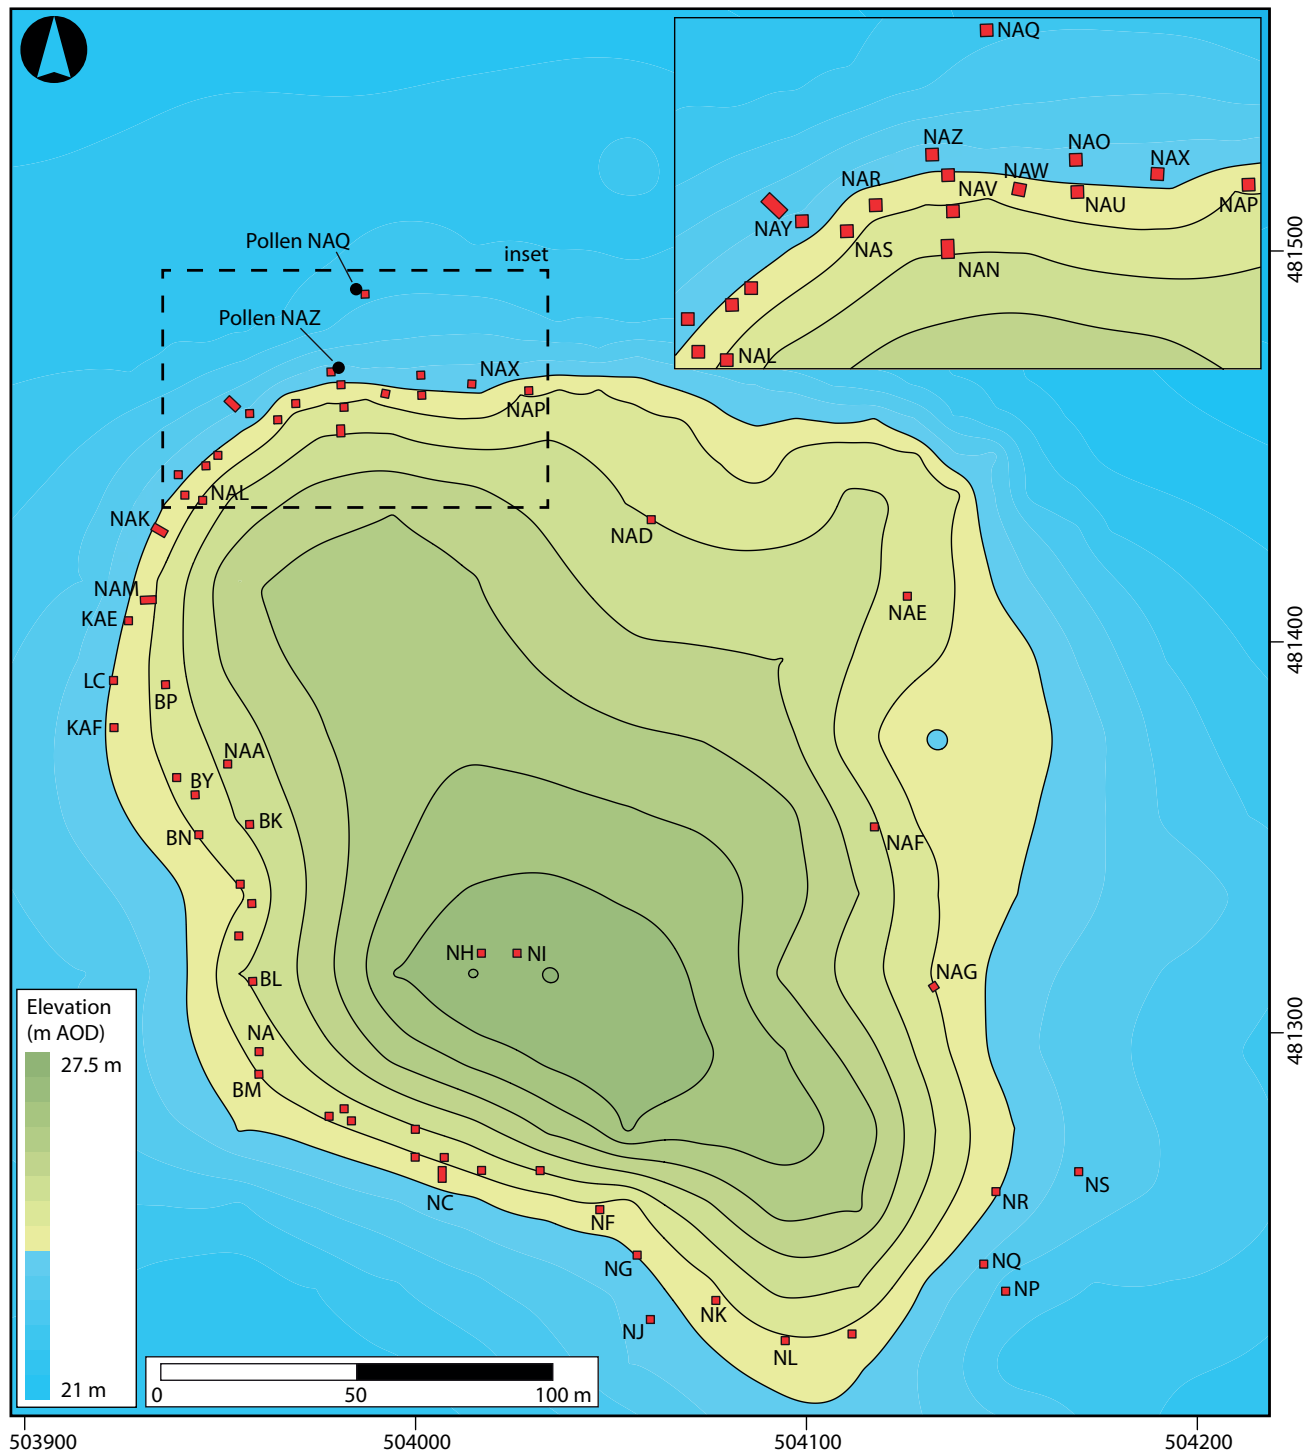 NAQ
NAZ
NAO
NAW
NAX
NAR
NAV
NAU
NAP
NAY
NAS
NAN
NAL
481500
Pollen NAQ
inset
Pollen NAZ
NAX
NAP
NAL
NAK
NAD
NAM
NAE
KAE
481400
LC
BP
KAF
NAA
BY
BK
BN
NAF
NH
NI
BL
NAG
Elevation
(m AOD)
27.5 m
21 m
NA
481300
BM
NC
NS
NR
NF
NG
NQ
NP
NK
NJ
NL
0
50
100 m
503900
504000
504100
504200